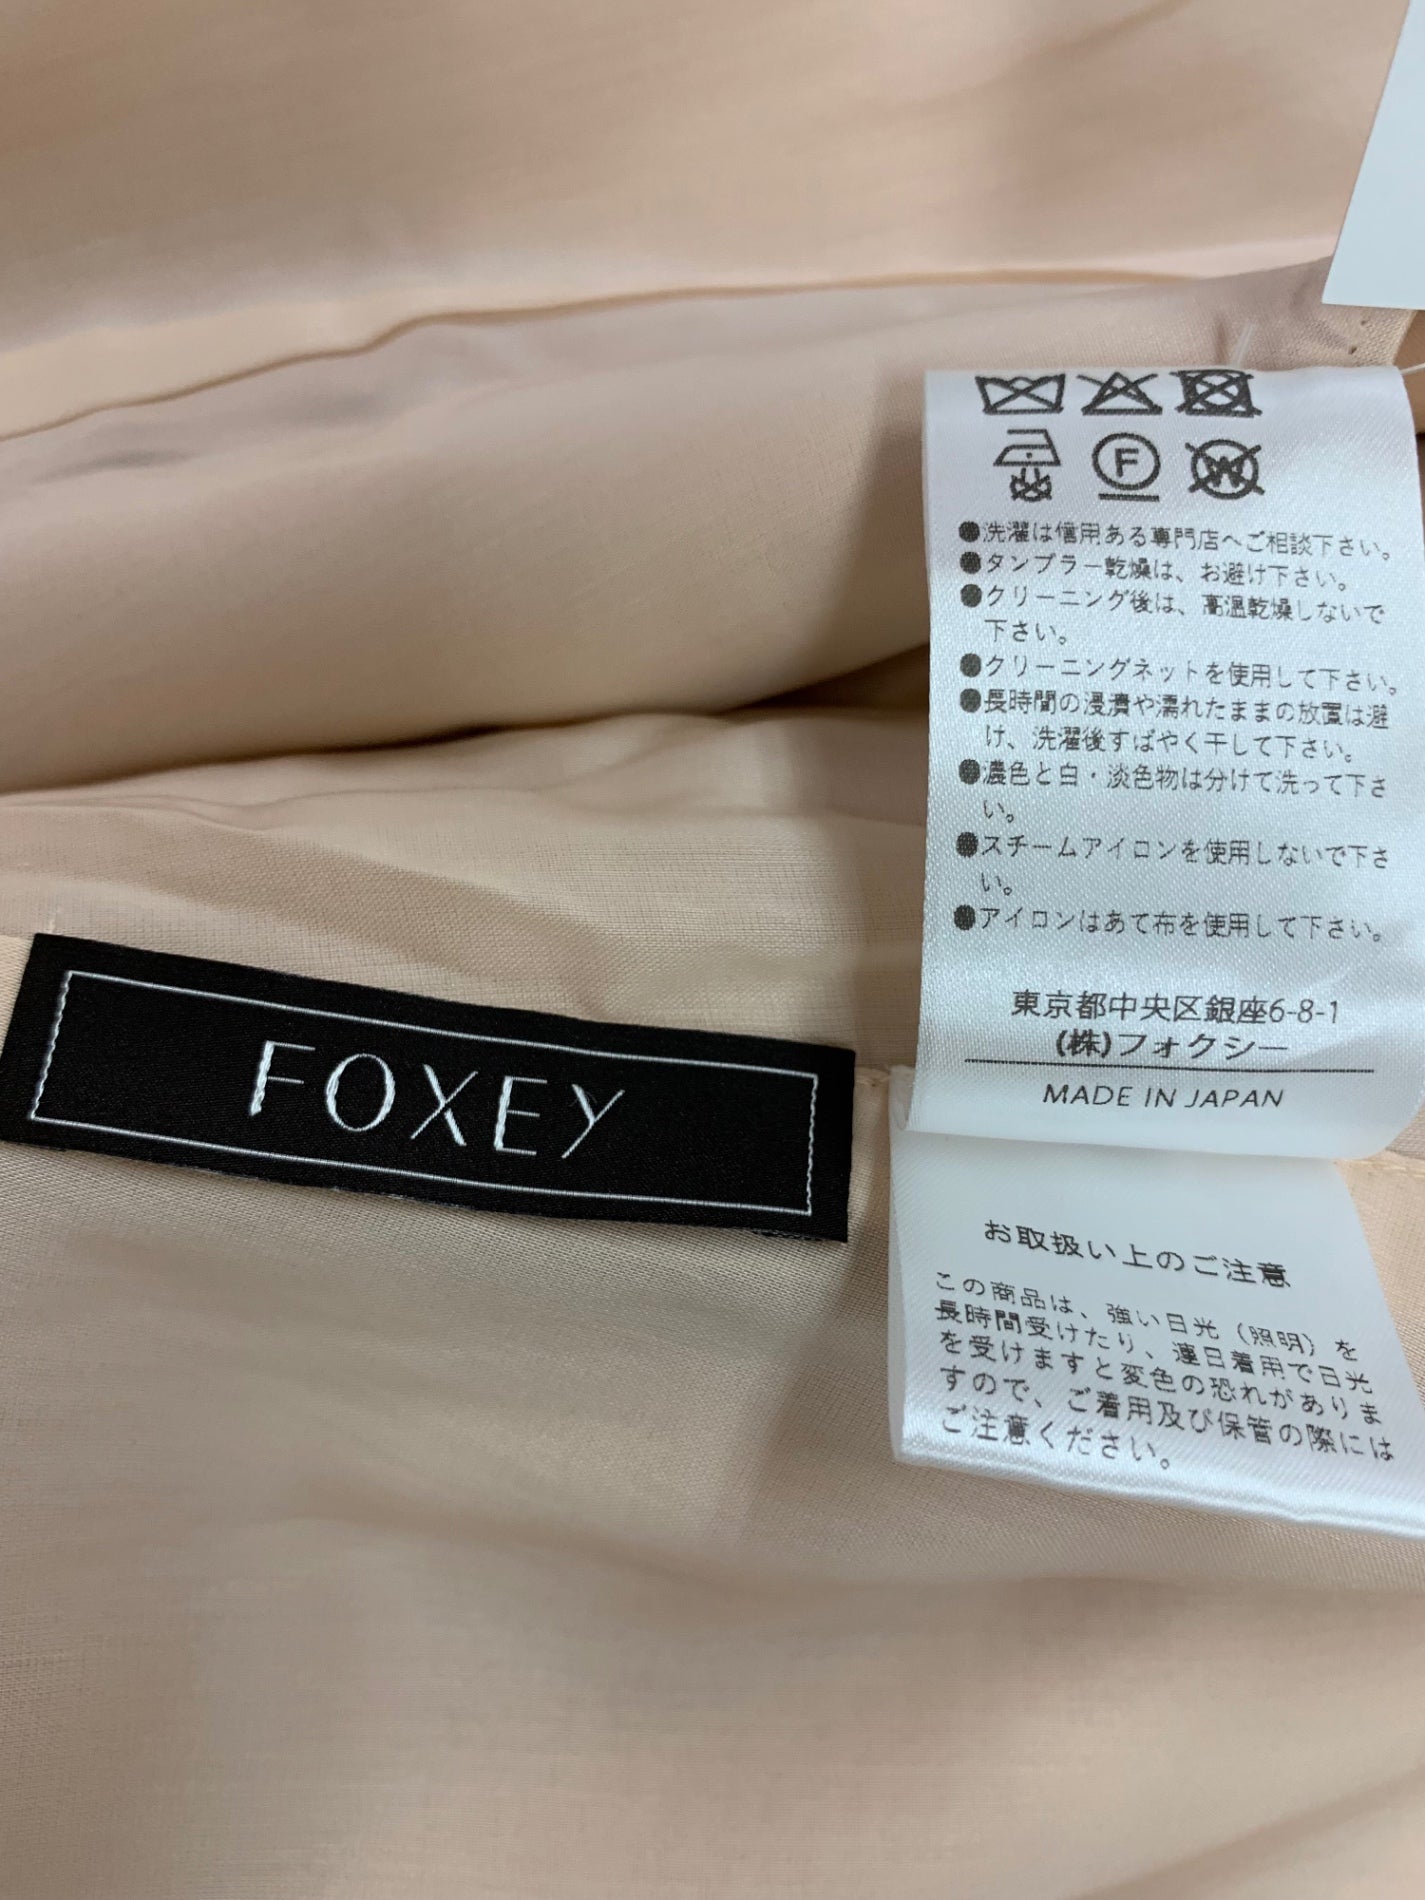 F
W
●洗濯は信用ある専門店へご相談下さい。
●タンブラー乾燥は、お避け下さい。
●クリーニング後は、高温乾燥しないで
下さい。
●クリーニングネットを使用して下さい。
●長時間の浸漬や濡れたままの放置は避
け、洗濯後すばやく干して下さい。
●濃色と白・淡色物は分けて洗って下さ
い。
●スチームアイロンを使用しないで下さ
い。
●アイロンはあて布を使用して下さい。
東京都中央区銀座6-8-1
(株)フォクシー
MADE IN JAPAN
FOXEY
お取扱い上のご注意
この商品は、強い日光（照明）を
長時間受けたり、連日着用で日光
を受けますと変色の恐れがありま
すので、ご着用及び保管の際には
ご注意ください。